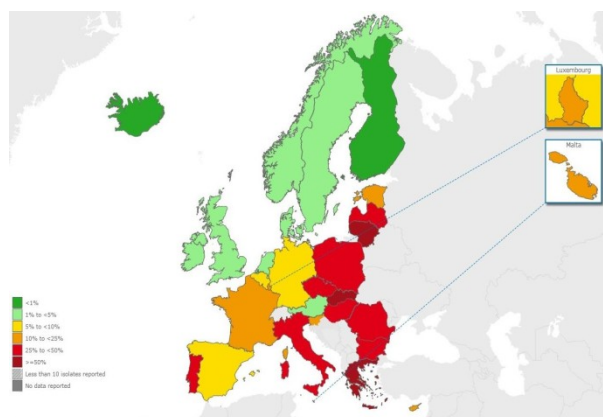 Luxembourg
Malta
<1%
1% to <5%
5% to <10%
10% to <25%
25% to <50%
>=50%
Less than 10 isolates reported
No data reported